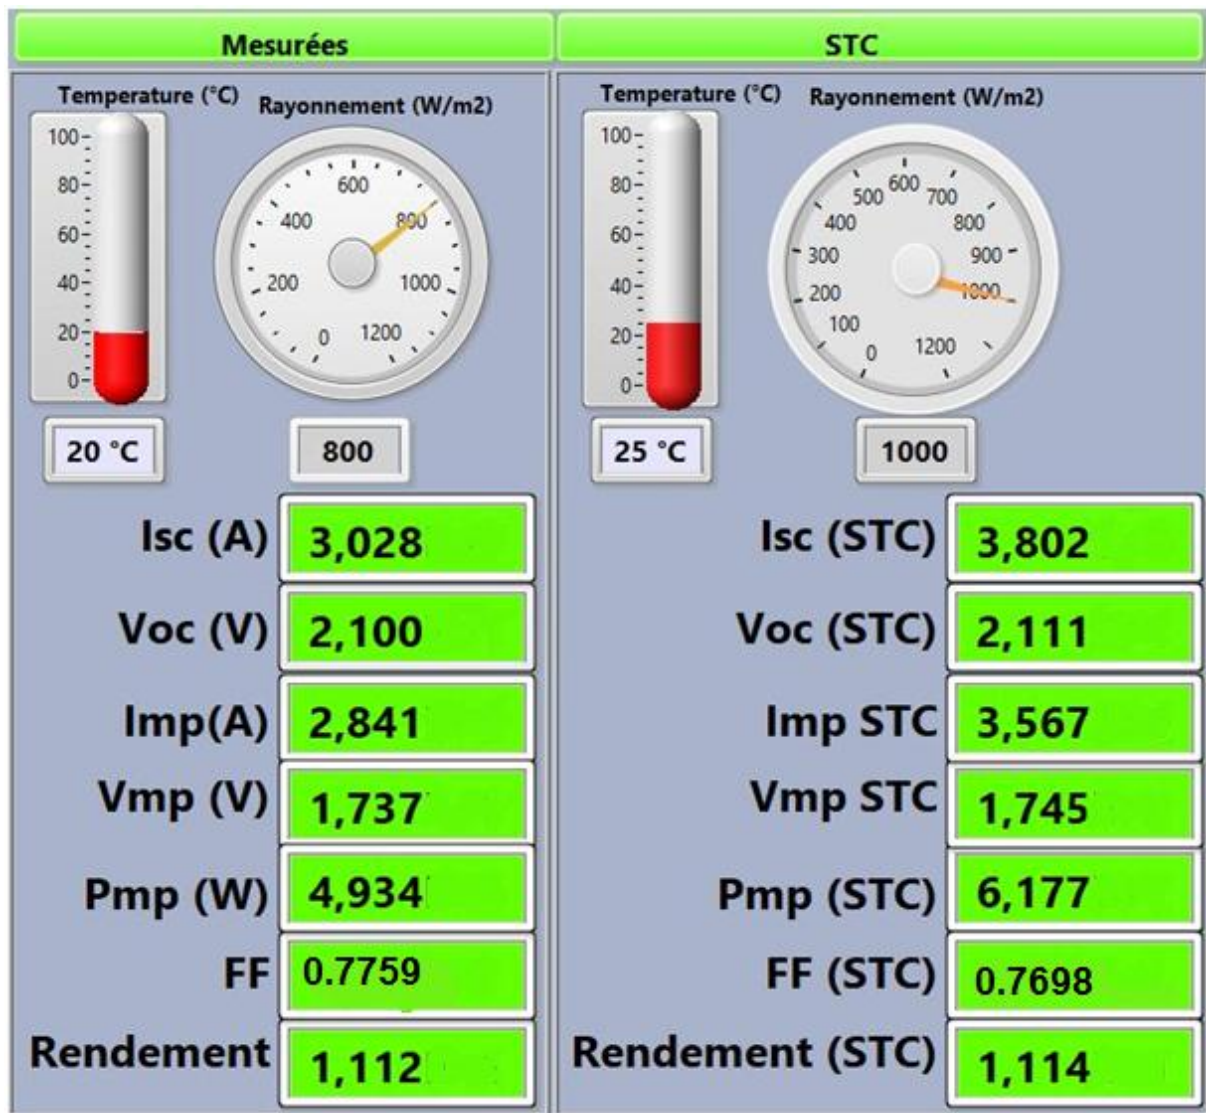 Mesurées
STC
Temperature (°C)
Rayonnement (W/m2)
100
80
60
40
20
0
0
200
400
600
800
1000
1200
20 °C
800
Isc (A) 3,028
Voc (V) 2,100
Imp(A) 2,841
Vmp (V) 1,737
Pmp (W) 4,934
FF 0.7759
Rendement 1,112
Temperature (°C)
Rayonnement (W/m2)
100
80
60
40
20
0
0
100
200
300
400
500
600
700
800
900
1000
1200
25 °C
1000
Isc (STC) 3,802
Voc (STC) 2,111
Imp STC 3,567
Vmp STC 1,745
Pmp (STC) 6,177
FF (STC) 0.7698
Rendement (STC) 1,114